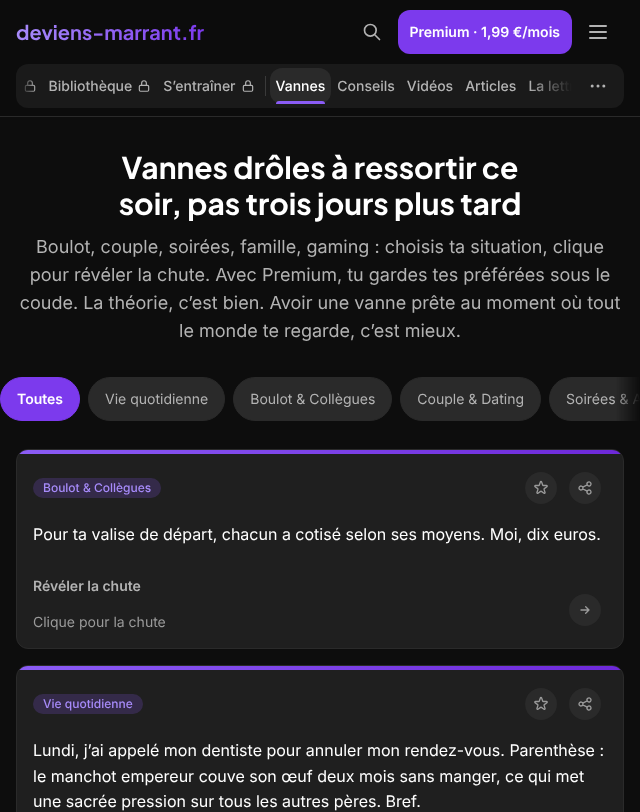 deviens-marrant.fr
Premium · 1,99 €/mois
Bibliothèque S'entraîner Vannes Conseils Vidéos Articles La lett
Vannes drôles à ressortir ce
soir, pas trois jours plus tard
Boulot, couple, soirées, famille, gaming : choisis ta situation, clique
pour révéler la chute. Avec Premium, tu gardes tes préférées sous le
coude. La théorie, c'est bien. Avoir une vanne prête au moment où tout
le monde te regarde, c'est mieux.
Toutes Vie quotidienne Boulot & Collègues Couple & Dating Soirées &
Boulot & Collègues
Pour ta valise de départ, chacun a cotisé selon ses moyens. Moi, dix euros.
Révéler la chute
Clique pour la chute
Vie quotidienne
Lundi, j'ai appelé mon dentiste pour annuler mon rendez-vous. Parenthèse :
le manchot empereur couve son œuf deux mois sans manger, ce qui met
une sacrée pression sur tous les autres pères. Bref.